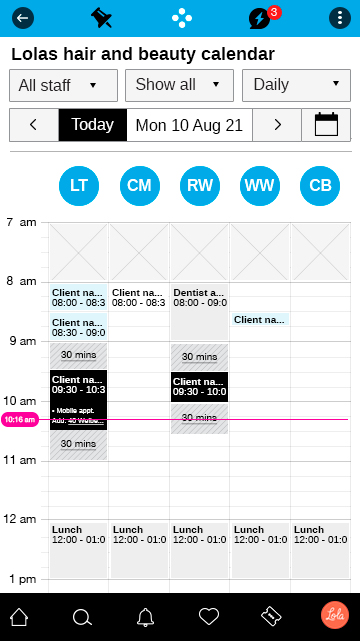 3
Lolas hair and beauty calendar
All staff
Show all
Daily
Today
Mon 10 Aug 21
LT
CM
RW
WW
CB
7 am
8 am
Client na...
08:00 - 08:3
Client na...
08:00 - 08:3
Dentist a...
08:00 - 09:0
Client na...
08:30 - 09:0
Client na...
9 am
30 mins
30 mins
Client na...
09:30 - 10:3
Client na...
09:30 - 10:0
10 am
• Mobile appt.
Add: 40 Welbe...
10:16 am
30 mins
30 mins
11 am
12 am
Lunch
12:00 - 01:0
Lunch
12:00 - 01:0
Lunch
12:00 - 01:0
Lunch
12:00 - 01:0
Lunch
12:00 - 01:0
1 pm
Lola